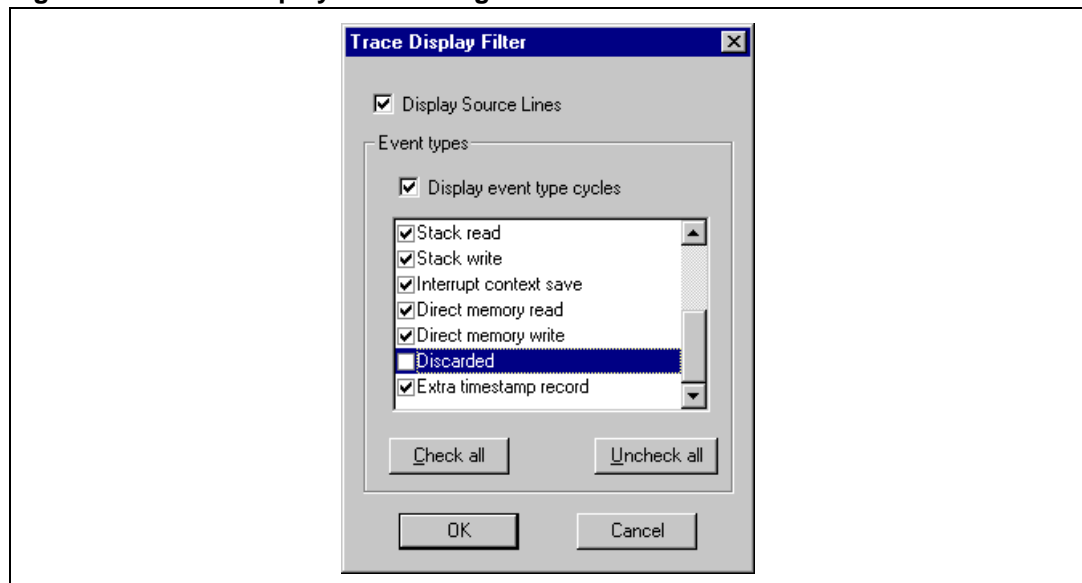 Trace Display Filter
Display Source Lines
Event types
Display event type cycles
Stack read
Stack write
Interrupt context save
Direct memory read
Direct memory write
Discarded
Extra timestamp record
Check all Uncheck all
OK Cancel